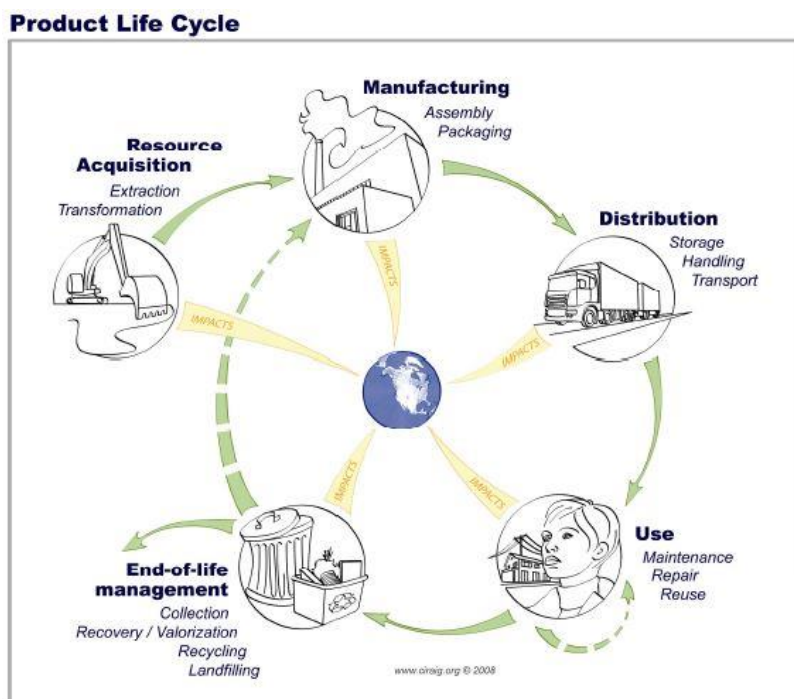 Product Life Cycle
Manufacturing
Assembly
Packaging
Resource
Acquisition
Extraction
Transformation
Distribution
Storage
Handling
Transport
IMPACTS
IMPACTS
IMPACTS
IMPACTS
IMPACTS
Use
Maintenance
Repair
Reuse
End-of-life
management
Collection
Recovery / Valorization
Recycling
Landfilling
www.ciraig.org © 2008